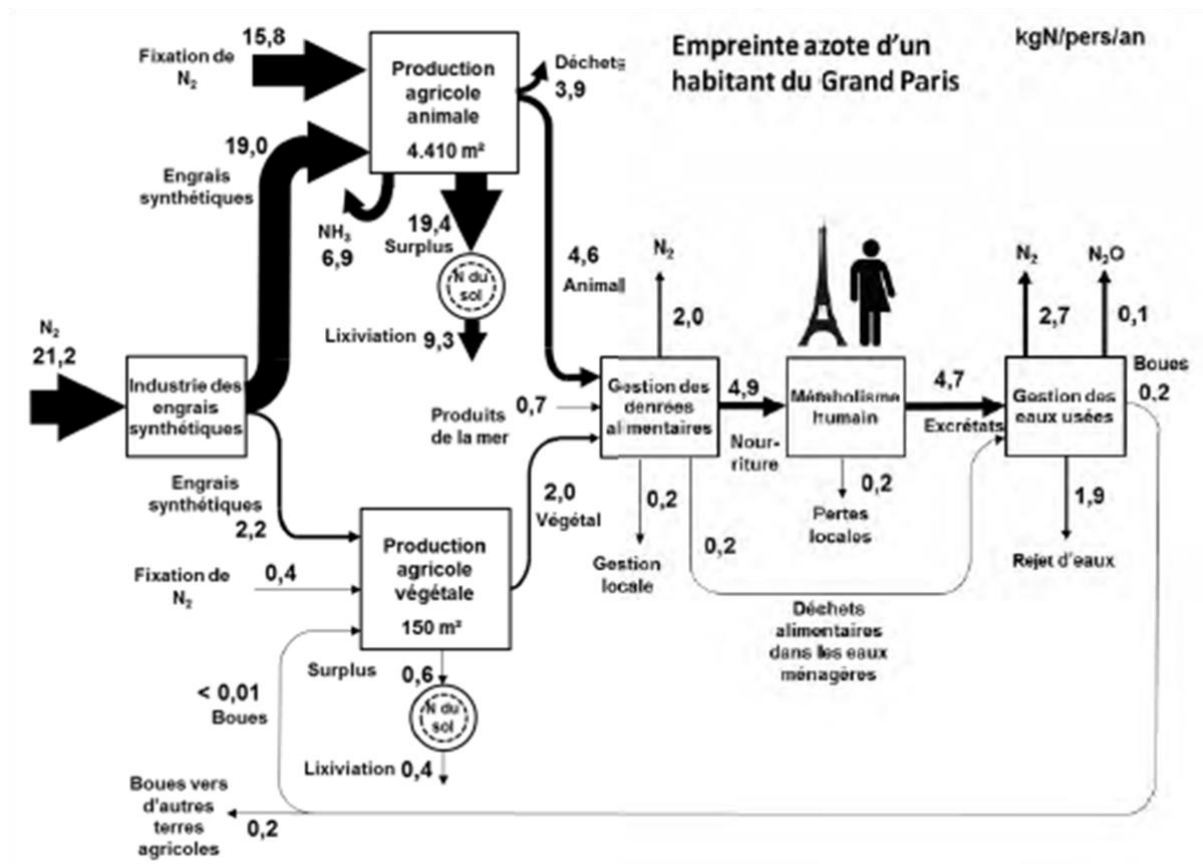 Empreinte azote d'un
habitant du Grand Paris
kgN/pers/an
15,8
Fixation de
N₂
Production
agricole
animale
4.410 m²
Déchets
3,9
19,0
Engrais
synthétiques
NH₃
6,9
19,4
Surplus
N du
sol
Lixiviation 9,3
4,6
Animal
N₂
21,2
Industrie des
engrais
synthétiques
N₂
2,0
Produits
de la mer
0,7
Gestion des
denrées
alimentaires
4,9
Nour-
riture
Métabolisme
humain
4,7
Excrétats
N₂
2,7
N₂O
0,1
Gestion des
eaux usées
Boues
0,2
Engrais
synthétiques
2,2
2,0
Végétal
0,2
Gestion
locale
0,2
0,2
Pertes
locales
1,9
Rejet d'eaux
Fixation de
N₂
0,4
Production
agricole
végétale
150 m²
Déchets
alimentaires
dans les eaux
ménagères
Surplus
0,6
N du
sol
< 0,01
Boues
Lixiviation 0,4
Boues vers
d'autres
terres
agricoles
0,2